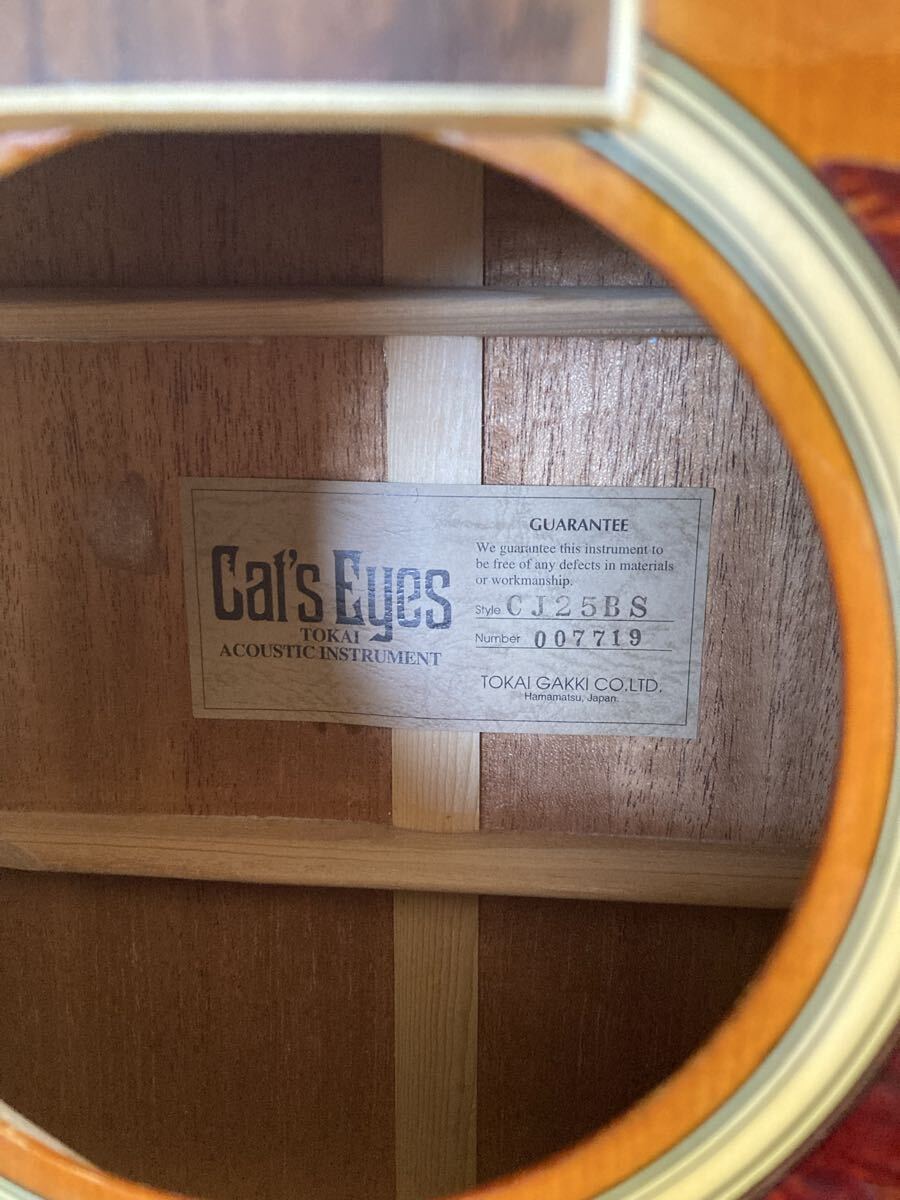 Cat's Eyes
TOKAI
ACOUSTIC INSTRUMENT
GUARANTEE
We guarantee this instrument to
be free of any defects in materials
or workmanship.
Style CJ25BS
Number 007719
TOKAI GAKKI CO.LTD.
Hamamatsu, Japan.